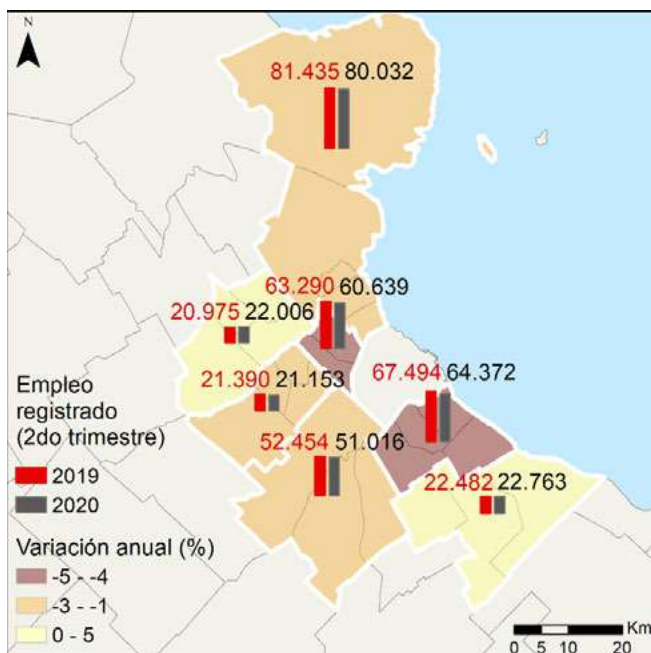 N
81.435 80.032
63.290 60.639
20.975 22.006
67.494 64.372
21.390 21.153
52.454 51.016
22.482 22.763
Empleo
registrado
(2do trimestre)
2019
2020
Variación anual (%)
-5 - -4
-3 - -1
0 - 5
Km
0 5 10 20